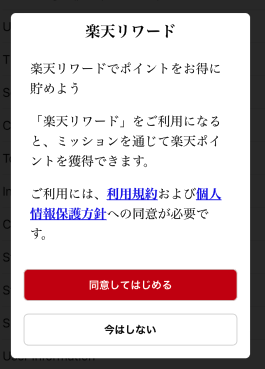 楽天リワード
楽天リワードでポイントをお得に
貯めよう
「楽天リワード」をご利用になる
と、ミッションを通じて楽天ポイ
ントを獲得できます。
ご利用には、利用規約および個人
情報保護方針への同意が必要で
す。
同意してはじめる
今はしない